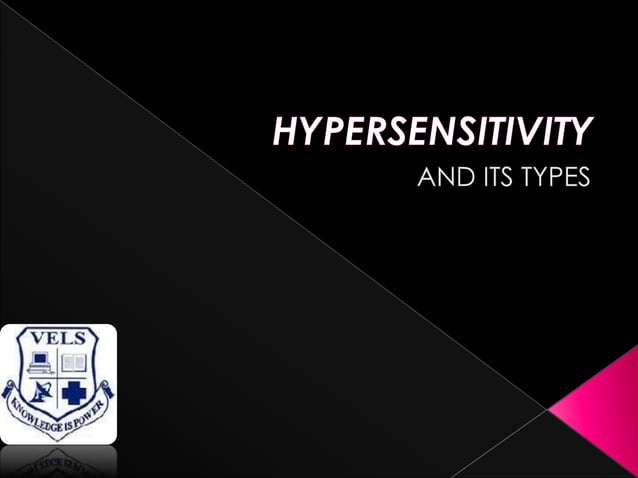 HYPERSENSITIVITY
AND ITS TYPES
VELS
KNOWLEDGE IS POWER